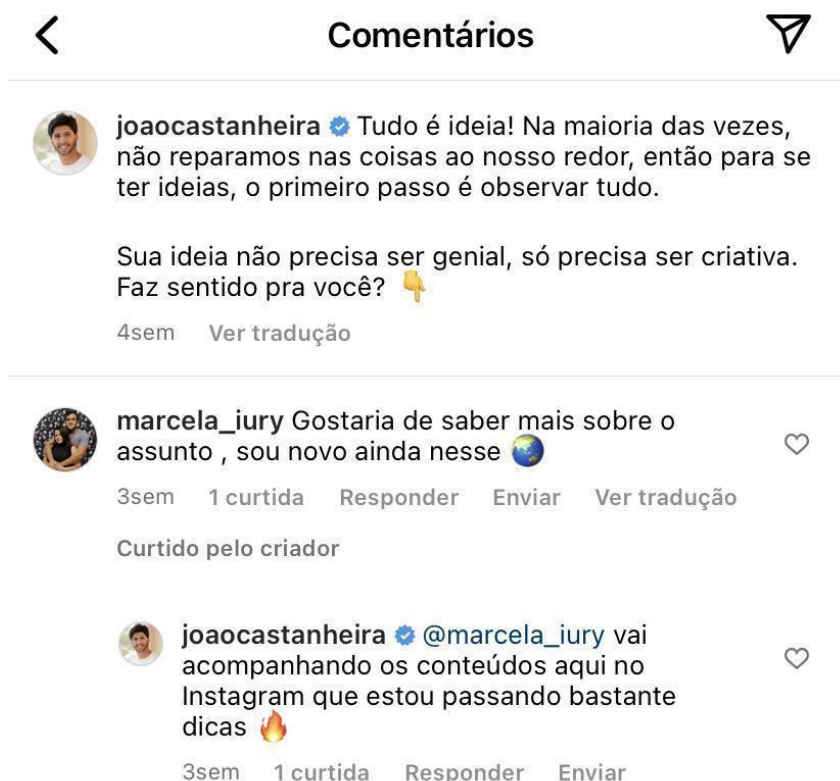 Comentários
joaocastanheira Tudo é ideia! Na maioria das vezes,
não reparamos nas coisas ao nosso redor, então para se
ter ideias, o primeiro passo é observar tudo.
Sua ideia não precisa ser genial, só precisa ser criativa.
Faz sentido pra você? 👇
4sem Ver tradução
marcela_iury Gostaria de saber mais sobre o
assunto , sou novo ainda nesse 🌏
3sem 1 curtida Responder Enviar Ver tradução
Curtido pelo criador
joaocastanheira @marcela_iury vai
acompanhando os conteúdos aqui no
Instagram que estou passando bastante
dicas 🔥
3sem 1 curtida Responder Enviar